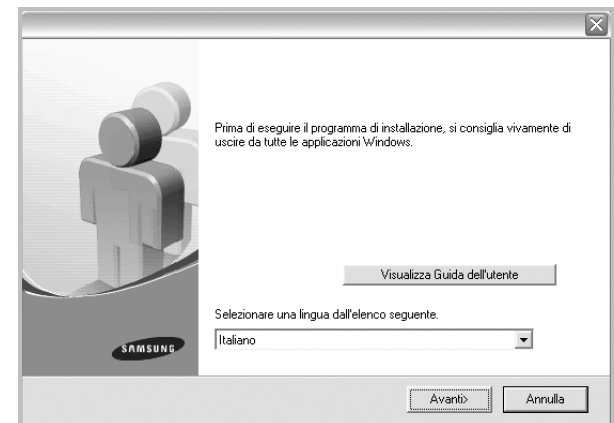 Prima di eseguire il programma di installazione, si consiglia vivamente di
uscire da tutte le applicazioni Windows.
Visualizza Guida dell'utente
Selezionare una lingua dall'elenco seguente.
Italiano
SAMSUNG
Avanti>
Annulla